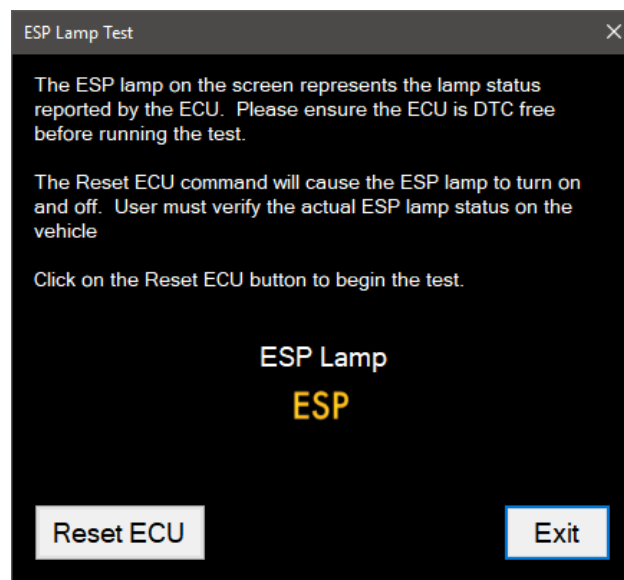 ESP Lamp Test
The ESP lamp on the screen represents the lamp status
reported by the ECU.  Please ensure the ECU is DTC free
before running the test.
The Reset ECU command will cause the ESP lamp to turn on
and off.  User must verify the actual ESP lamp status on the
vehicle
Click on the Reset ECU button to begin the test.
ESP Lamp
ESP
Reset ECU
Exit